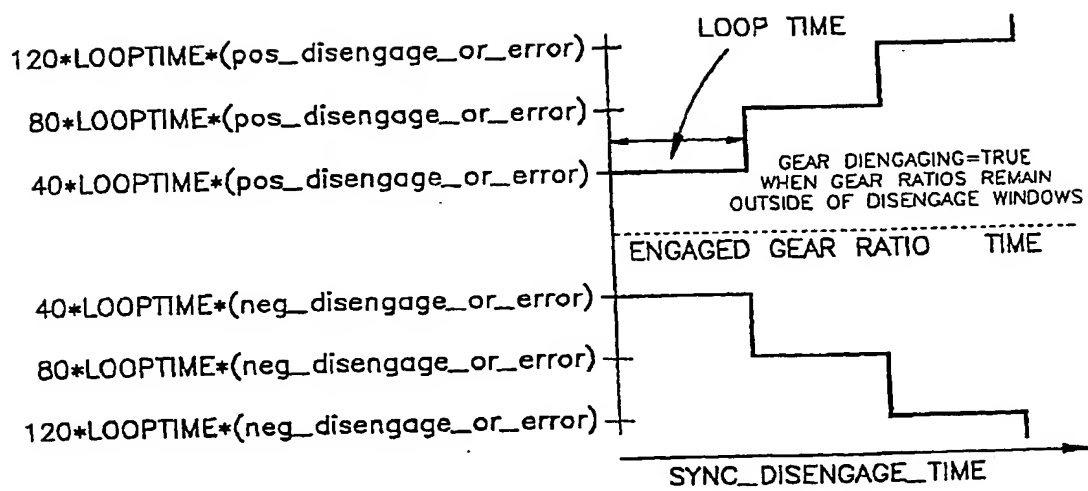 LOOP TIME
120*LOOPTIME*(pos_disengage_or_error)
80*LOOPTIME*(pos_disengage_or_error)
40*LOOPTIME*(pos_disengage_or_error)
GEAR DIENGAGING=TRUE
WHEN GEAR RATIOS REMAIN
OUTSIDE OF DISENGAGE WINDOWS
ENGAGED GEAR RATIO TIME
40*LOOPTIME*(neg_disengage_or_error)
80*LOOPTIME*(neg_disengage_or_error)
120*LOOPTIME*(neg_disengage_or_error)
SYNC_DISENGAGE_TIME